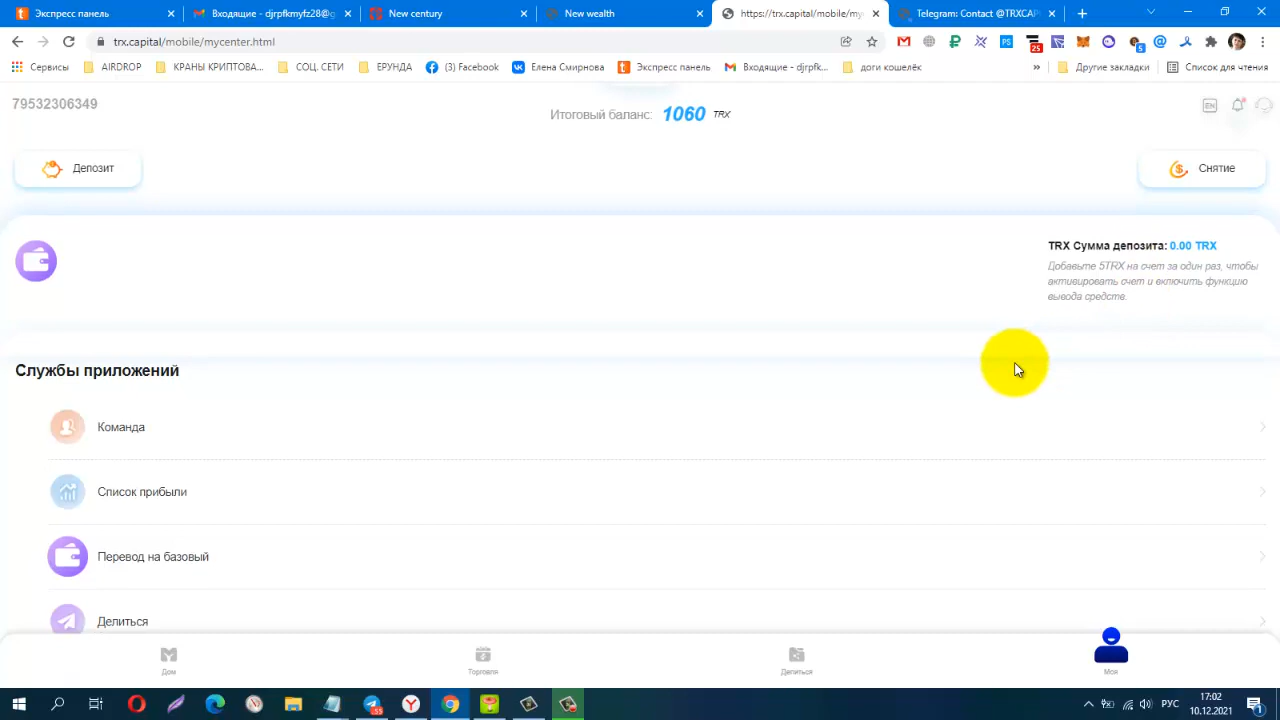 Экспресс панель
Входящие - djrpfkmyfz28@g
New century
New wealth
https://trx.capital/mobile/my
Telegram: Contact @TRXCAP
trx.capital/mobile/mycenter.html
Сервисы
AIRDROP
КРАНЫ КРИПТОВА...
СОЦ. СЕТИ
ЕРУНДА
(3) Facebook
Елена Смирнова
Экспресс панель
Входящие - djrpfk...
доги кошелёк
»
Другие закладки
Список для чтения
79532306349
Итоговый баланс: 1060 TRX
EN
Депозит
Снятие
TRX Сумма депозита: 0.00 TRX
Добавьте 5TRX на счет за один раз, чтобы
активировать счет и включить функцию
вывода средств.
Службы приложений
Команда
Список прибыли
Перевод на базовый
Делиться
Дом
Торговля
Делиться
Моя
РУС
17:02
10.12.2021